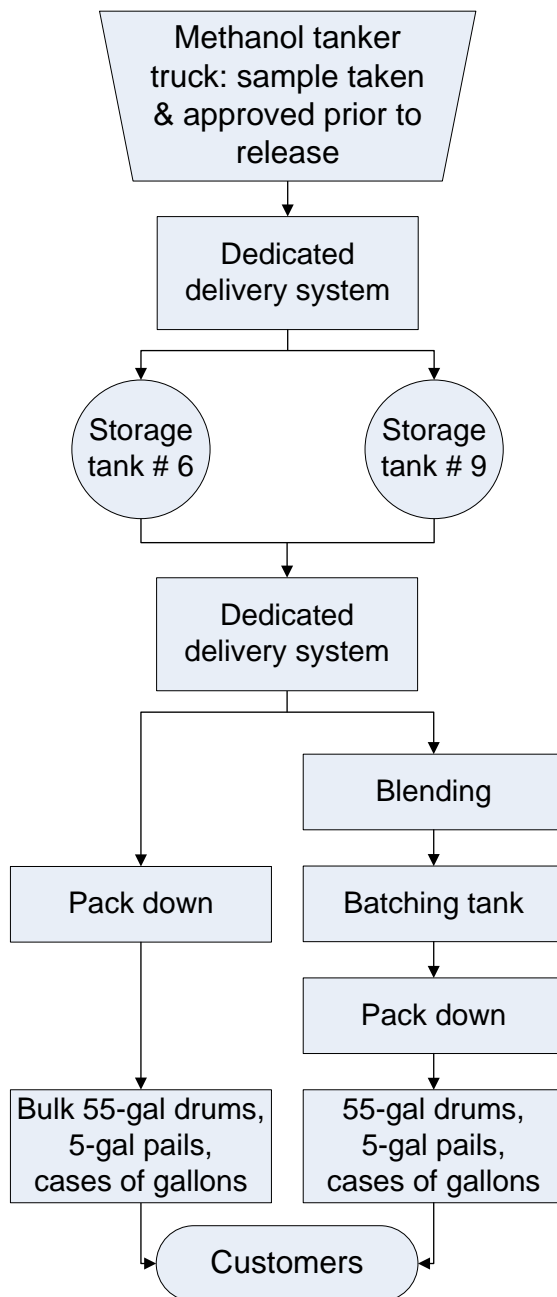 Methanol tanker
truck: sample taken
& approved prior to
release
Dedicated
delivery system
Storage
tank # 6
Storage
tank # 9
Dedicated
delivery system
Blending
Pack down
Batching tank
Pack down
Bulk 55-gal drums,
5-gal pails,
cases of gallons
55-gal drums,
5-gal pails,
cases of gallons
Customers